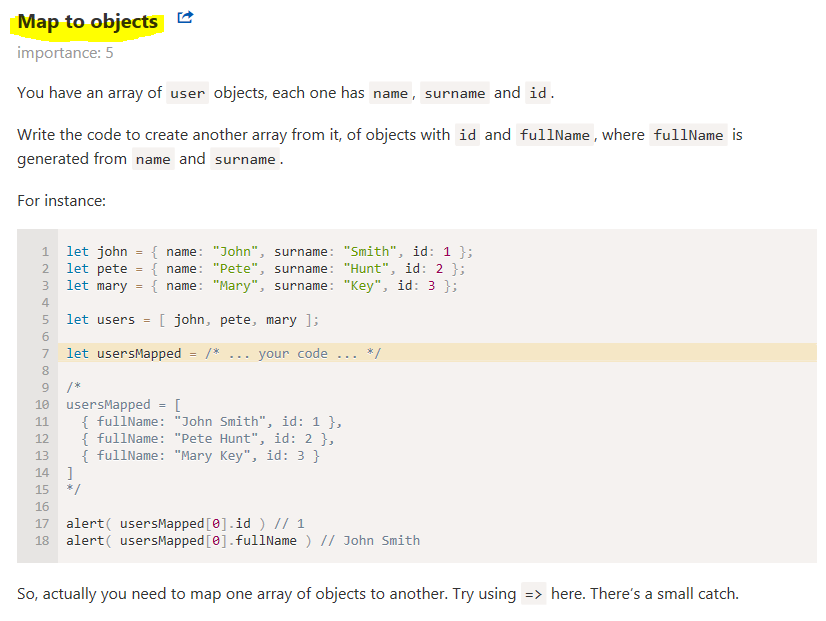 Map to objects
importance: 5
You have an array of user objects, each one has name, surname and id.
Write the code to create another array from it, of objects with id and fullName, where fullName is
generated from name and surname.
For instance:
1 let john = { name: "John", surname: "Smith", id: 1 };
2 let pete = { name: "Pete", surname: "Hunt", id: 2 };
3 let mary = { name: "Mary", surname: "Key", id: 3 };
4
5 let users = [ john, pete, mary ];
6
7 let usersMapped = /* ... your code ... */
8
9 /*
10 usersMapped = [
11   { fullName: "John Smith", id: 1 },
12   { fullName: "Pete Hunt", id: 2 },
13   { fullName: "Mary Key", id: 3 }
14 ]
15 */
16
17 alert( usersMapped[0].id ) // 1
18 alert( usersMapped[0].fullName ) // John Smith
So, actually you need to map one array of objects to another. Try using => here. There's a small catch.